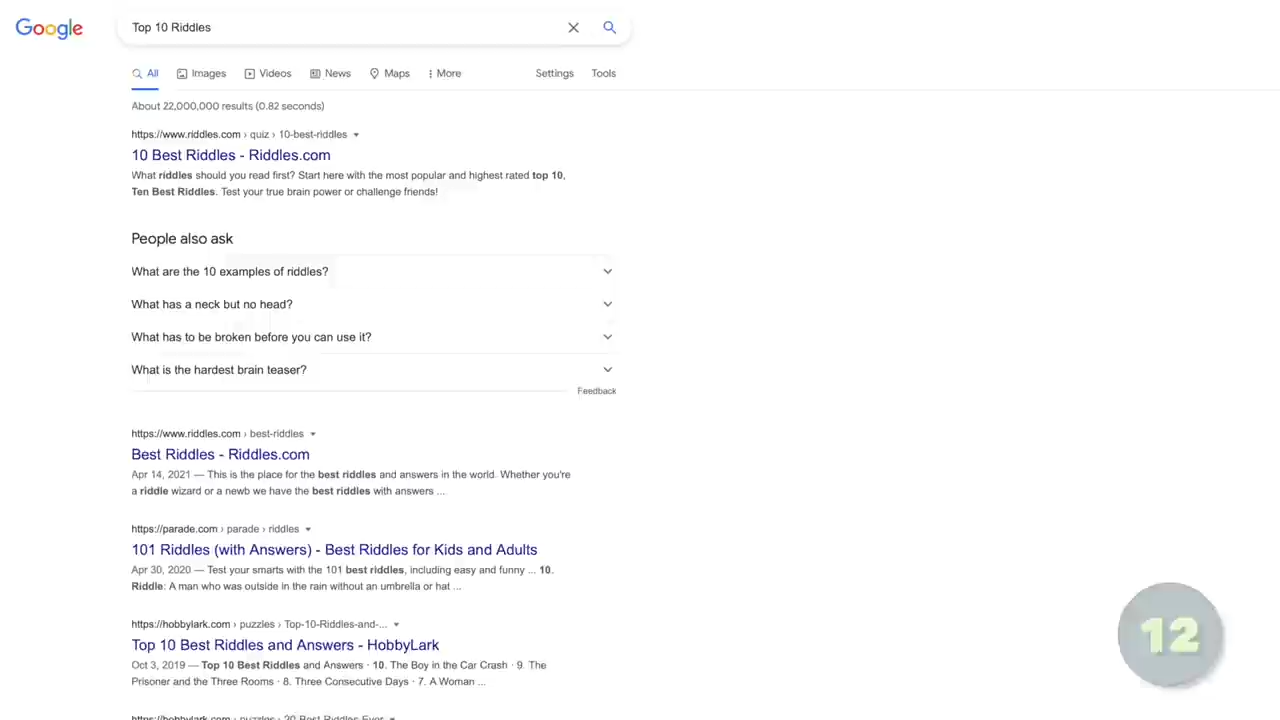 Google
Top 10 Riddles
All Images Videos News Maps More Settings Tools
About 22,000,000 results (0.82 seconds)
https://www.riddles.com › quiz › 10-best-riddles
10 Best Riddles - Riddles.com
What riddles should you read first? Start here with the most popular and highest rated top 10,
Ten Best Riddles. Test your true brain power or challenge friends!
People also ask
What are the 10 examples of riddles?
What has a neck but no head?
What has to be broken before you can use it?
What is the hardest brain teaser?
Feedback
https://www.riddles.com › best-riddles
Best Riddles - Riddles.com
Apr 14, 2021 — This is the place for the best riddles and answers in the world. Whether you're
a riddle wizard or a newb we have the best riddles with answers ...
https://parade.com › parade › riddles
101 Riddles (with Answers) - Best Riddles for Kids and Adults
Apr 30, 2020 — Test your smarts with the 101 best riddles, including easy and funny ... 10.
Riddle: A man who was outside in the rain without an umbrella or hat ...
https://hobbylark.com › puzzles › Top-10-Riddles-and-...
Top 10 Best Riddles and Answers - HobbyLark
Oct 3, 2019 — Top 10 Best Riddles and Answers · 10. The Boy in the Car Crash · 9. The
Prisoner and the Three Rooms · 8. Three Consecutive Days · 7. A Woman ...
12
https://hobbylark.com › puzzles › 20-Best-Riddles-Ever